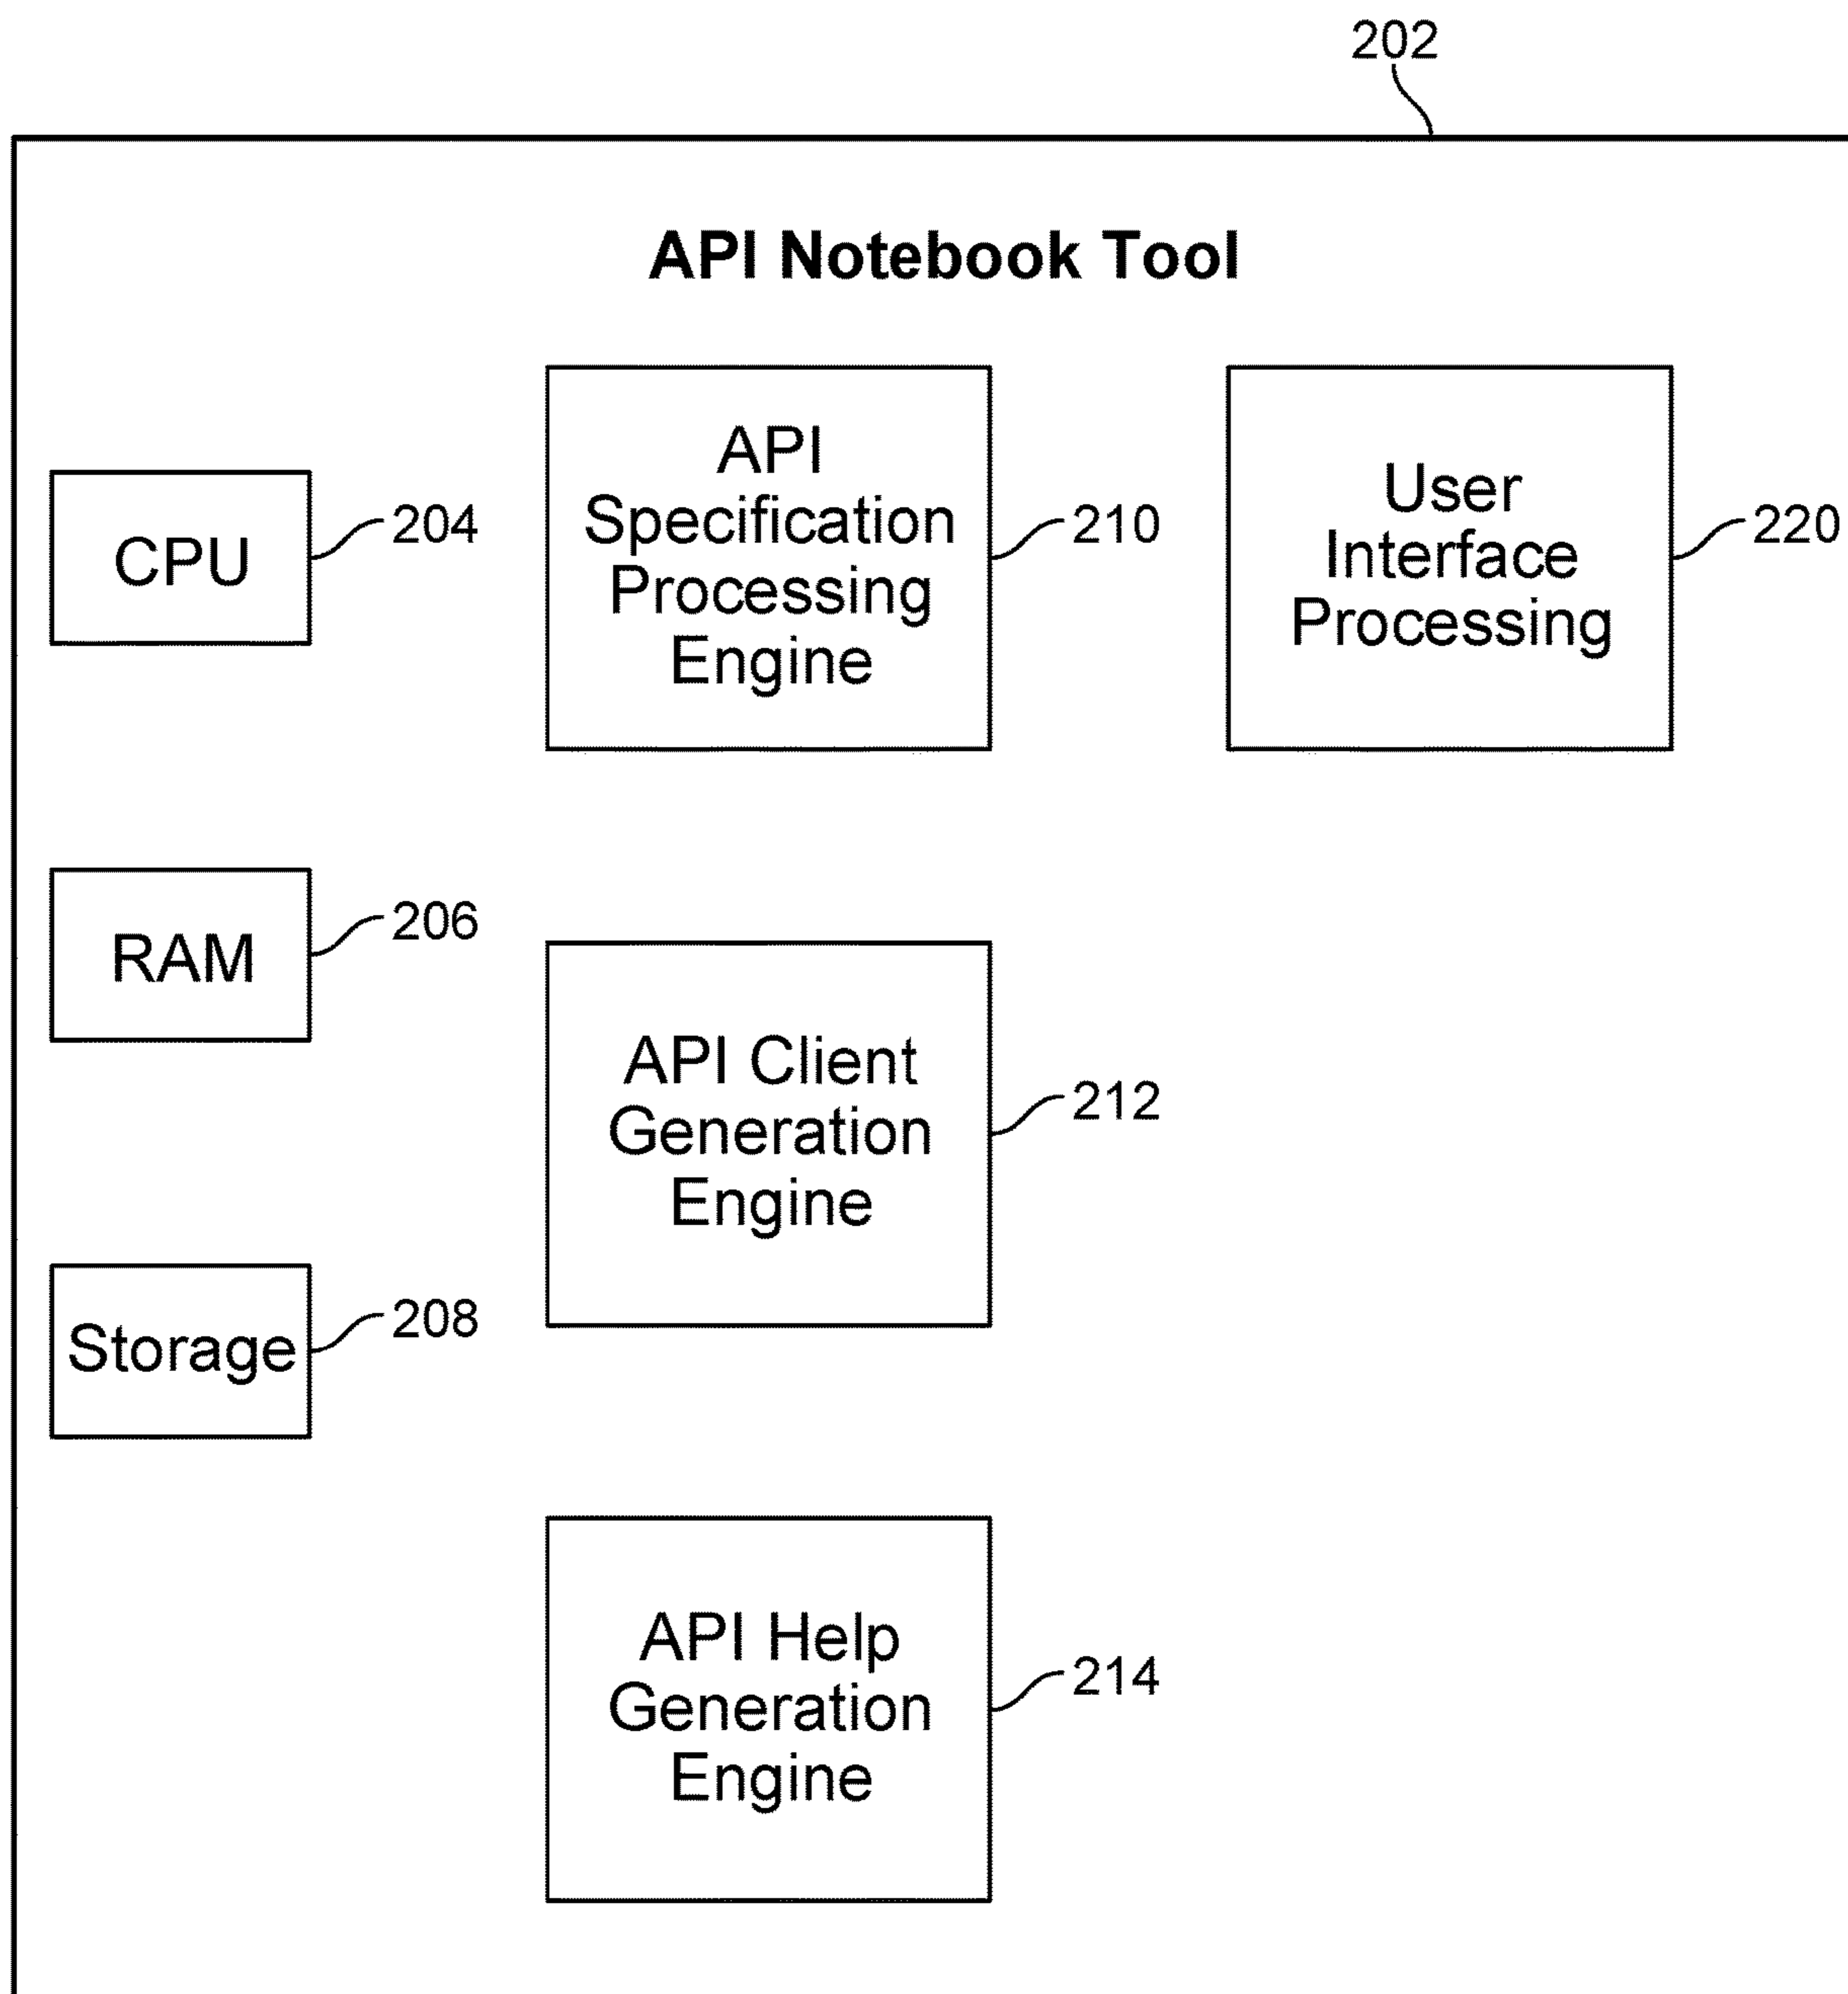 202
API Notebook Tool
CPU
204
API
Specification
Processing
Engine
210
User
Interface
Processing
220
RAM
206
API Client
Generation
Engine
212
Storage
208
API Help
Generation
Engine
214